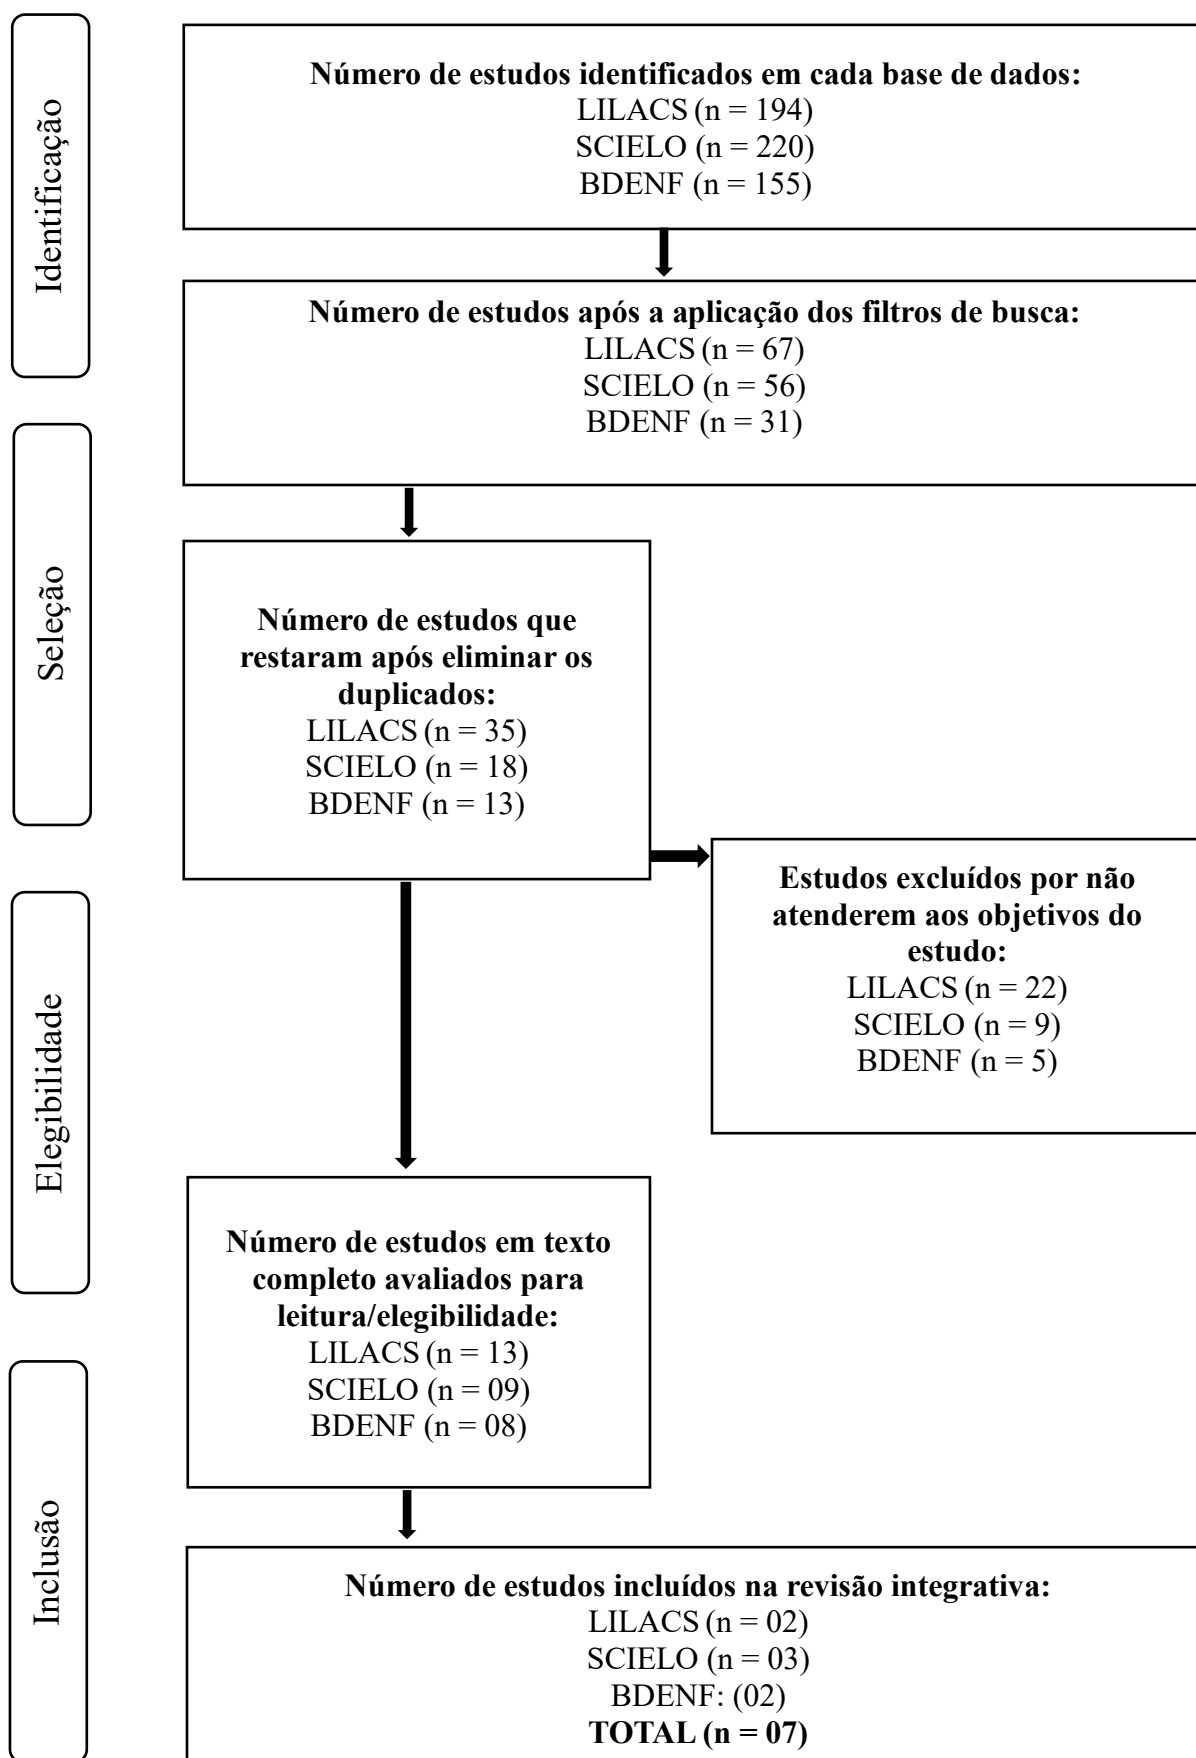 Identificação
Número de estudos identificados em cada base de dados:
LILACS (n = 194)
SCIELO (n = 220)
BDENF (n = 155)
Número de estudos após a aplicação dos filtros de busca:
LILACS (n = 67)
SCIELO (n = 56)
BDENF (n = 31)
Seleção
Número de estudos que
restaram após eliminar os
duplicados:
LILACS (n = 35)
SCIELO (n = 18)
BDENF (n = 13)
Estudos excluídos por não
atenderem aos objetivos do
estudo:
LILACS (n = 22)
SCIELO (n = 9)
BDENF (n = 5)
Elegibilidade
Número de estudos em texto
completo avaliados para
leitura/elegibilidade:
LILACS (n = 13)
SCIELO (n = 09)
BDENF (n = 08)
Inclusão
Número de estudos incluídos na revisão integrativa:
LILACS (n = 02)
SCIELO (n = 03)
BDENF: (02)
TOTAL (n = 07)